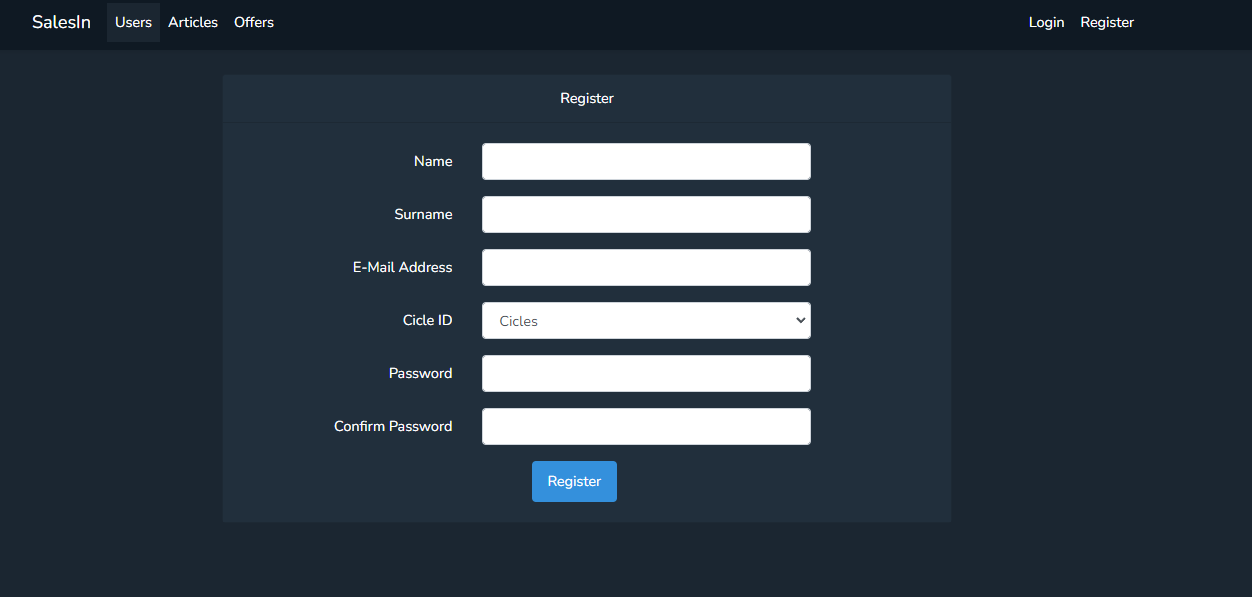 SalesIn Users Articles Offers Login Register
Register
Name
Surname
E-Mail Address
Cicle ID Cicles
Password
Confirm Password
Register